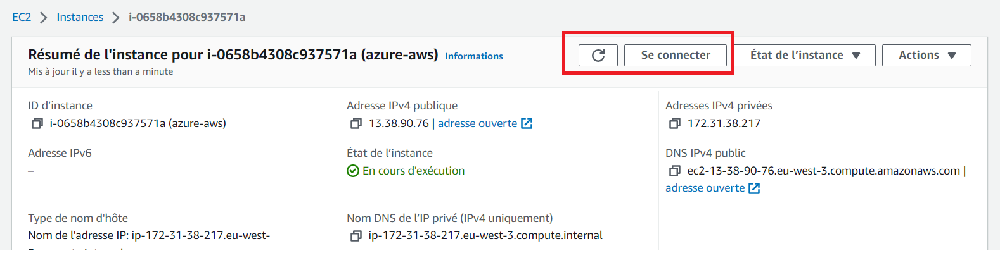 EC2 > Instances > i-0658b4308c937571a
Résumé de l'instance pour i-0658b4308c937571a (azure-aws) Informations
Se connecter
État de l'instance
Actions
Mis à jour il y a less than a minute
ID d'instance
i-0658b4308c937571a (azure-aws)
Adresse IPv4 publique
13.38.90.76 | adresse ouverte
Adresses IPv4 privées
172.31.38.217
Adresse IPv6
–
État de l'instance
En cours d'exécution
DNS IPv4 public
ec2-13-38-90-76.eu-west-3.compute.amazonaws.com |
adresse ouverte
Type de nom d'hôte
Nom de l'adresse IP: ip-172-31-38-217.eu-west-
Nom DNS de l'IP privé (IPv4 uniquement)
ip-172-31-38-217.eu-west-3.compute.internal